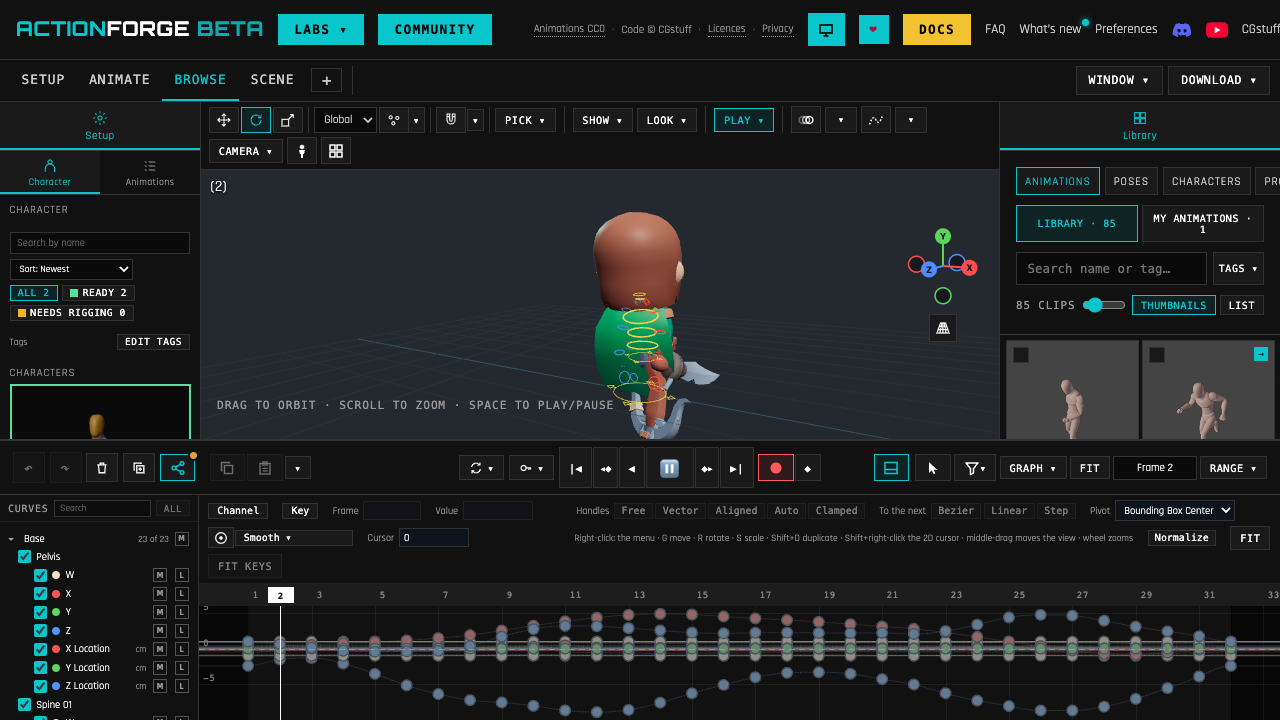 ACTIONFORGE BETA
LABS ▾
COMMUNITY
Animations CC0 · Code © CGstuff · Licences · Privacy
DOCS
FAQ
What's new
Preferences
CGstuff
SETUP
ANIMATE
BROWSE
SCENE
+
WINDOW ▾
DOWNLOAD ▾
Setup
Global
PICK ▾
SHOW ▾
LOOK ▾
PLAY ▾
CAMERA ▾
Library
Character
Animations
CHARACTER
Search by name
Sort: Newest
ALL 2
READY 2
NEEDS RIGGING 0
Tags
EDIT TAGS
CHARACTERS
(2)
Y
Z
X
DRAG TO ORBIT · SCROLL TO ZOOM · SPACE TO PLAY/PAUSE
ANIMATIONS
POSES
CHARACTERS
LIBRARY · 85
MY ANIMATIONS · 1
Search name or tag…
TAGS ▾
85 CLIPS
THUMBNAILS
LIST
GRAPH ▾
FIT
Frame 2
RANGE ▾
CURVES
Search
ALL
Channel
Key
Frame
Value
Handles
Free
Vector
Aligned
Auto
Clamped
To the next
Bezier
Linear
Step
Pivot
Bounding Box Center
Smooth ▾
Cursor
0
Right-click: the menu · G move · R rotate · S scale · Shift+D duplicate · Shift+right-click the 2D cursor · middle-drag moves the view · wheel zooms
Normalize
FIT
FIT KEYS
Base
23 of 23
M
Pelvis
W
M
L
X
M
L
Y
M
L
Z
M
L
X Location
cm
M
L
Y Location
cm
M
L
Z Location
cm
M
L
Spine 01
1
2
3
5
7
9
11
13
15
17
19
21
23
25
27
29
31
33
5
0
-5